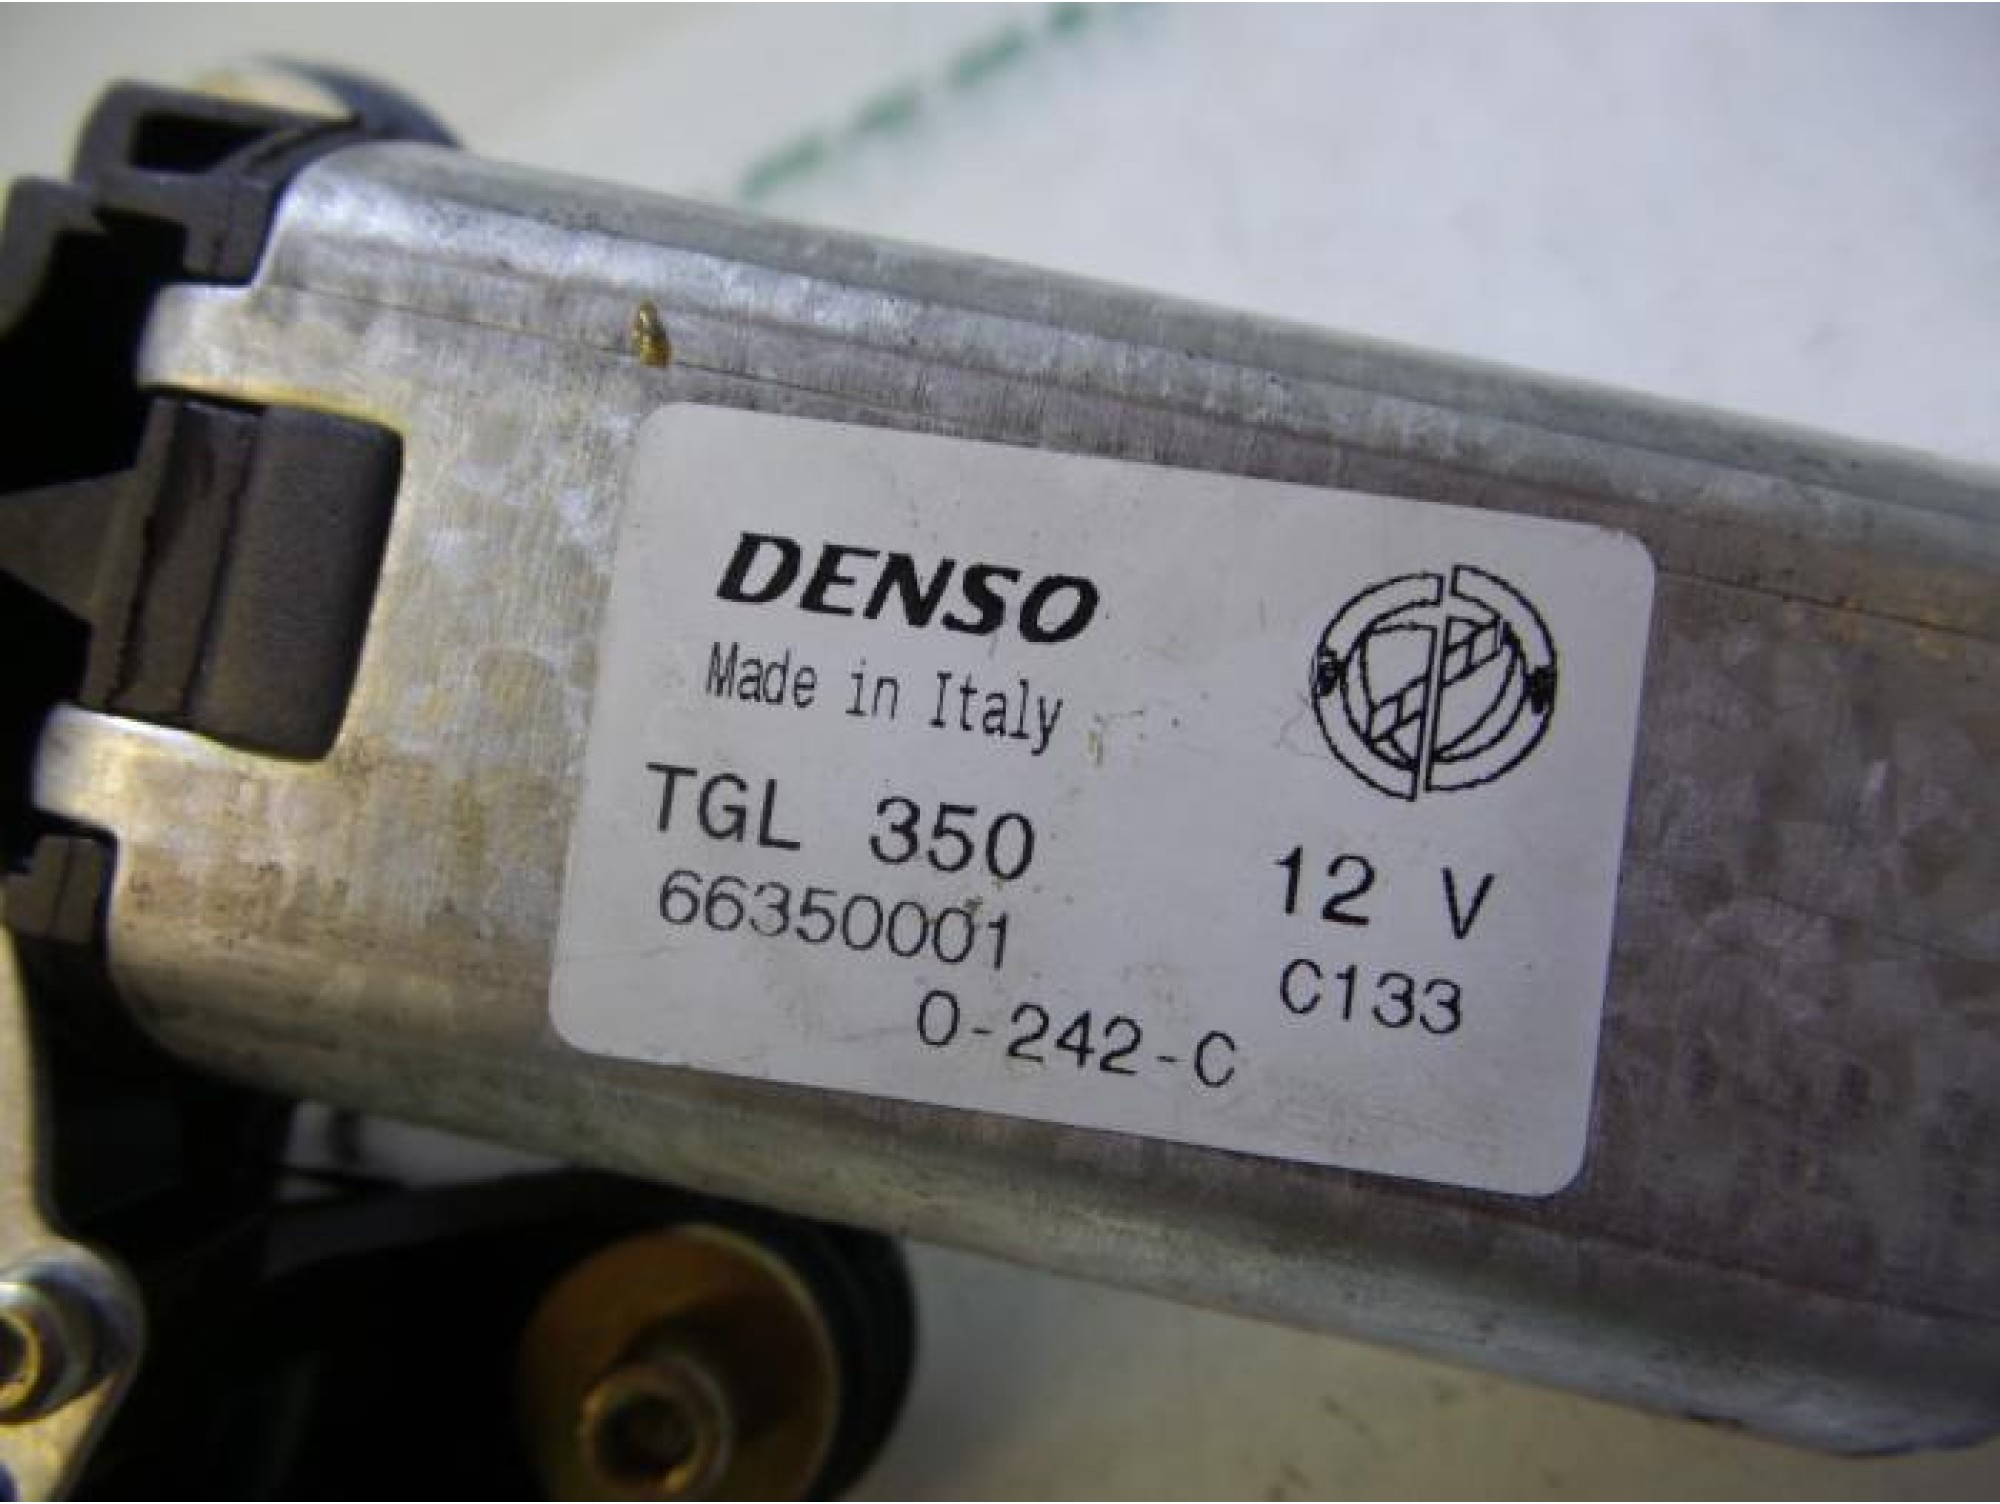 DENSO
Made in Italy
TGL 350
12 V
66350001
C133
0-242-C